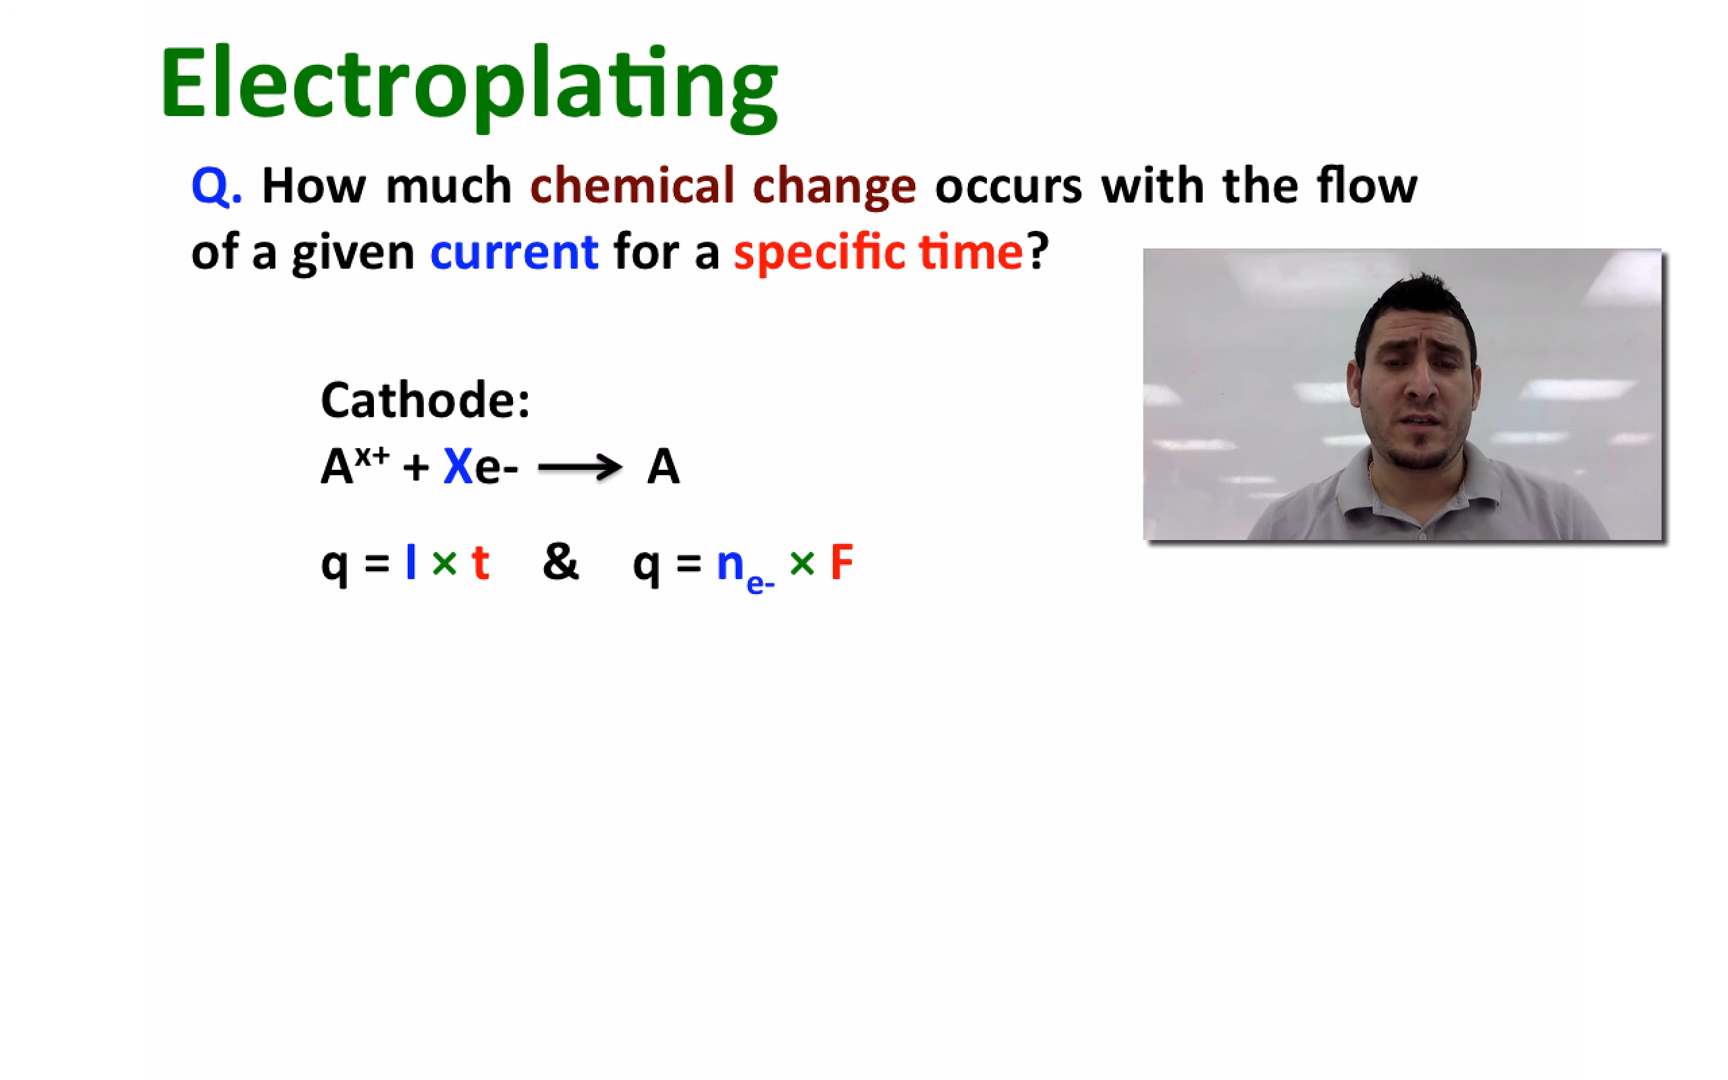 Electroplating
Q. How much chemical change occurs with the flow
of a given current for a specific time?
Cathode:
Aˣ⁺ + Xe- ⟶ A
q = I × t & q = nₑ₋ × F